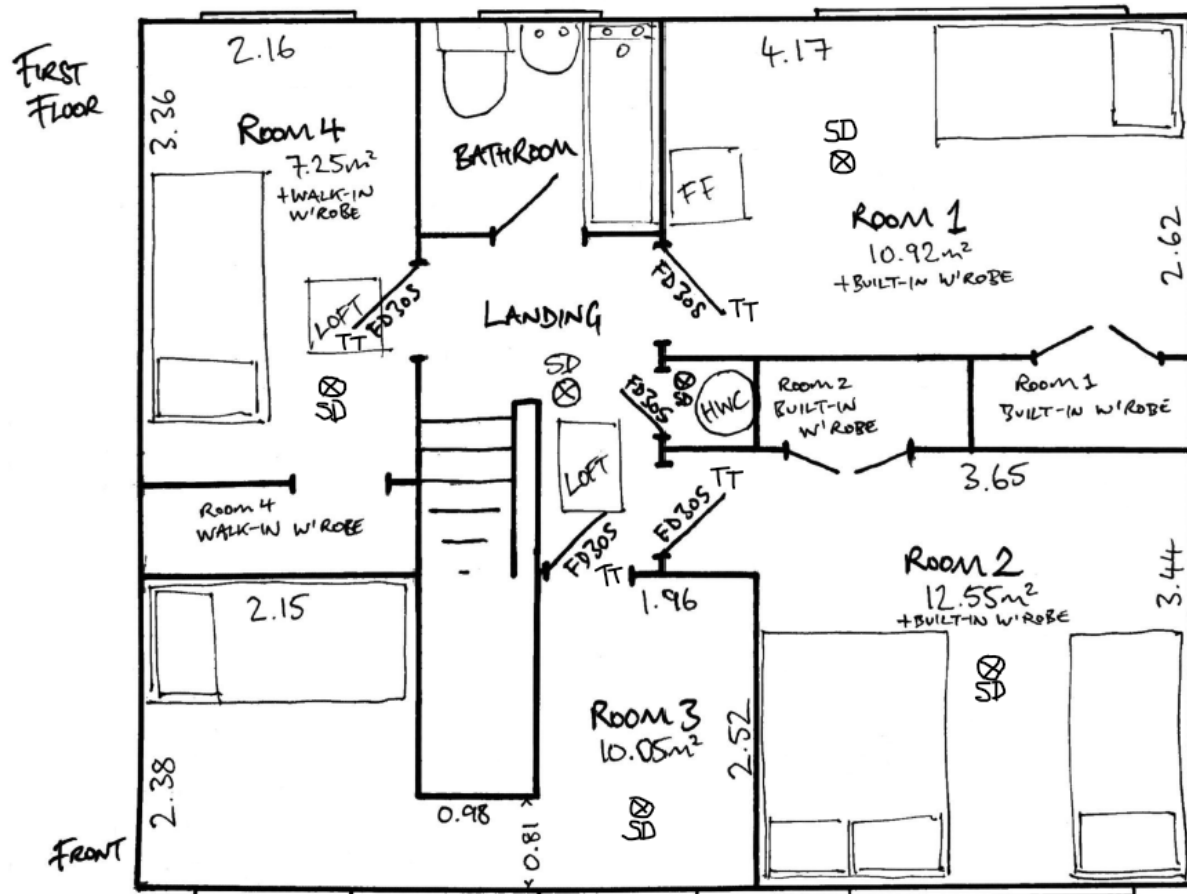 FIRST
FLOOR
2.16
3.36
ROOM 4
7.25m²
+WALK-IN
W'ROBE
BATHROOM
4.17
SD
FF
ROOM 1
10.92m²
+BUILT-IN W'ROBE
2.62
LOFT
TT
FD30S
SD
LANDING
SD
FD30S
TT
FD30S
SD
HWC
ROOM 2
BUILT-IN
W'ROBE
ROOM 1
BUILT-IN W'ROBE
LOFT
FD30S
TT
FD30S
TT
3.65
ROOM 4
WALK-IN W'ROBE
2.15
1.96
ROOM 2
12.55m²
+BUILT-IN W'ROBE
3.44
SD
2.38
ROOM 3
10.05m²
2.52
0.98
0.81
SD
FRONT